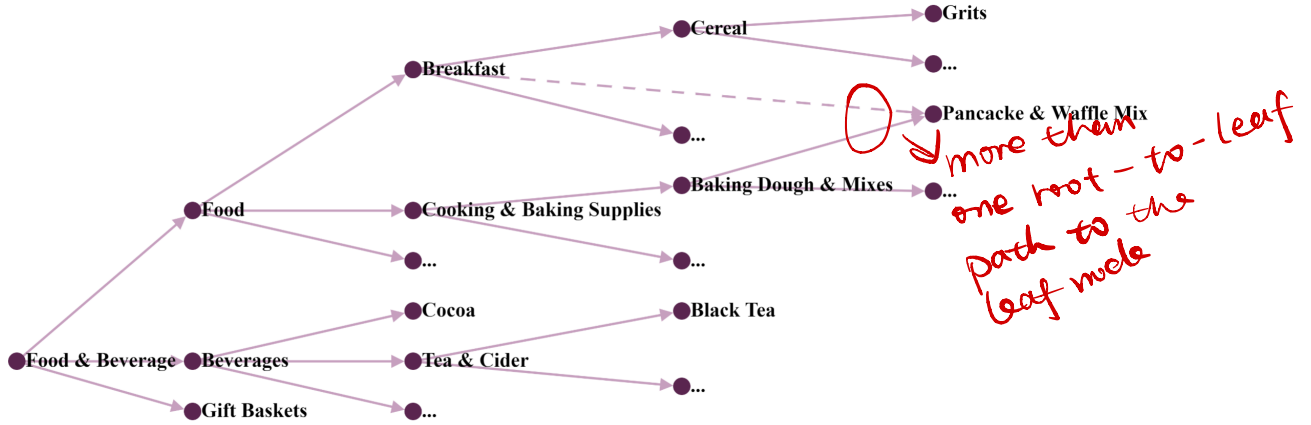 Grits
Cereal
...
Breakfast
Pancacke & Waffle Mix
...
more than
Baking Dough & Mixes
...
one root-to-leaf
Food
Cooking & Baking Supplies
path to the
...
...
leaf node
Cocoa
Black Tea
Food & Beverage
Beverages
Tea & Cider
...
Gift Baskets
...